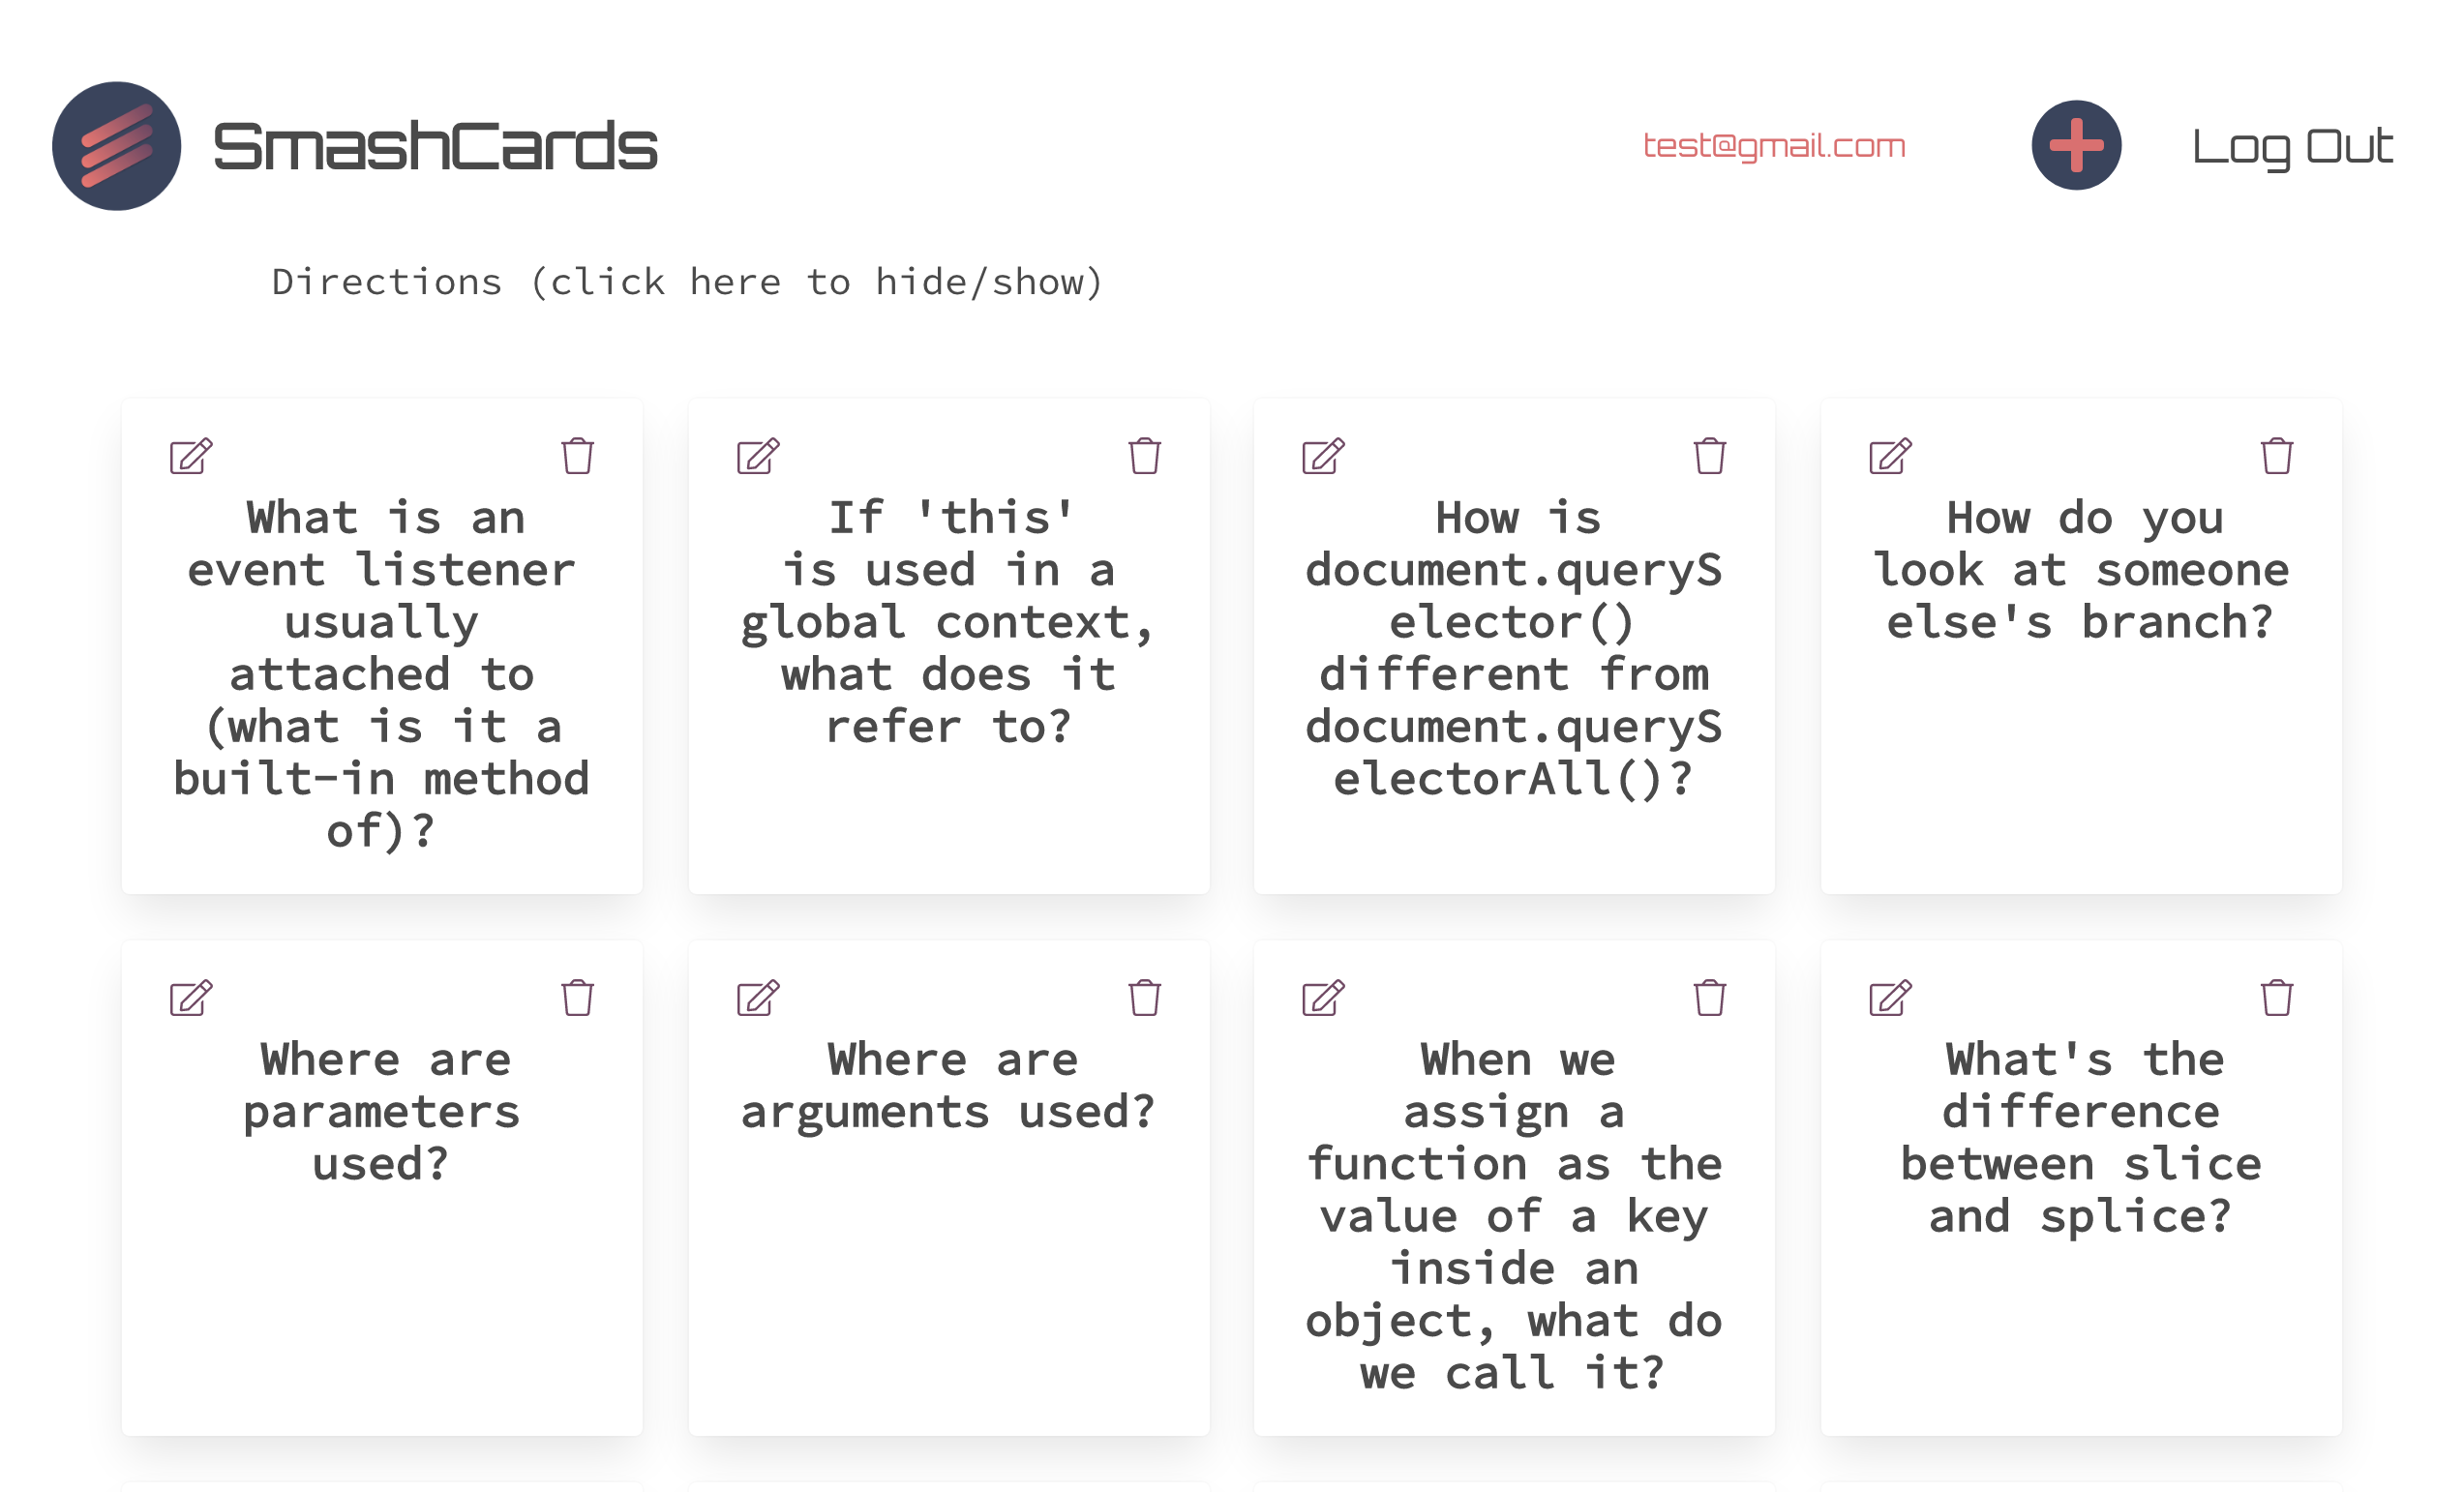 SmashCards
test@gmail.com
Log Out
Directions (click here to hide/show)
What is an
event listener
usually
attached to
(what is it a
built-in method
of)?
If 'this'
is used in a
global context,
what does it
refer to?
How is
document.queryS
elector()
different from
document.queryS
electorAll()?
How do you
look at someone
else's branch?
Where are
parameters
used?
Where are
arguments used?
When we
assign a
function as the
value of a key
inside an
object, what do
we call it?
What's the
difference
between slice
and splice?